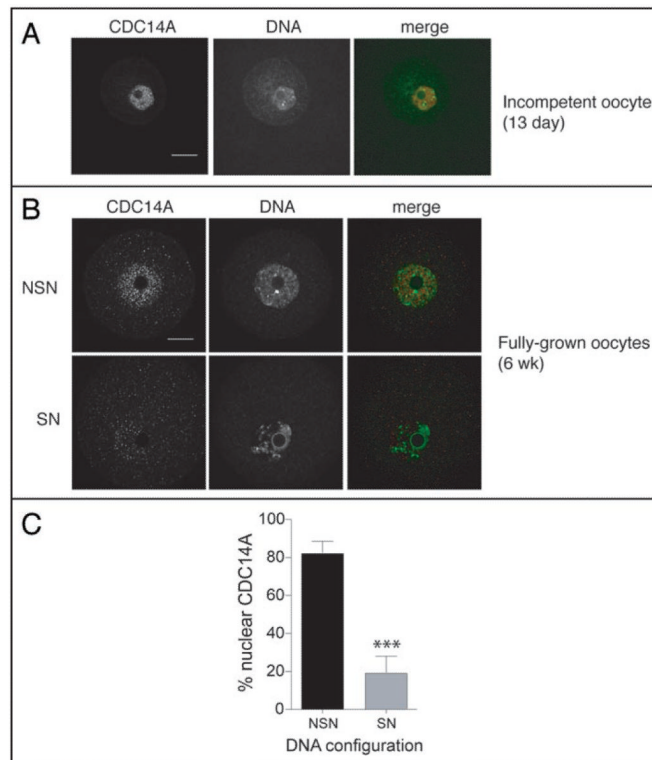 A
CDC14A DNA merge
Incompetent oocyte
(13 day)
B
CDC14A DNA merge
NSN
SN
Fully-grown oocytes
(6 wk)
C
% nuclear CDC14A
100
80
60
40
20
0
***
NSN SN
DNA configuration